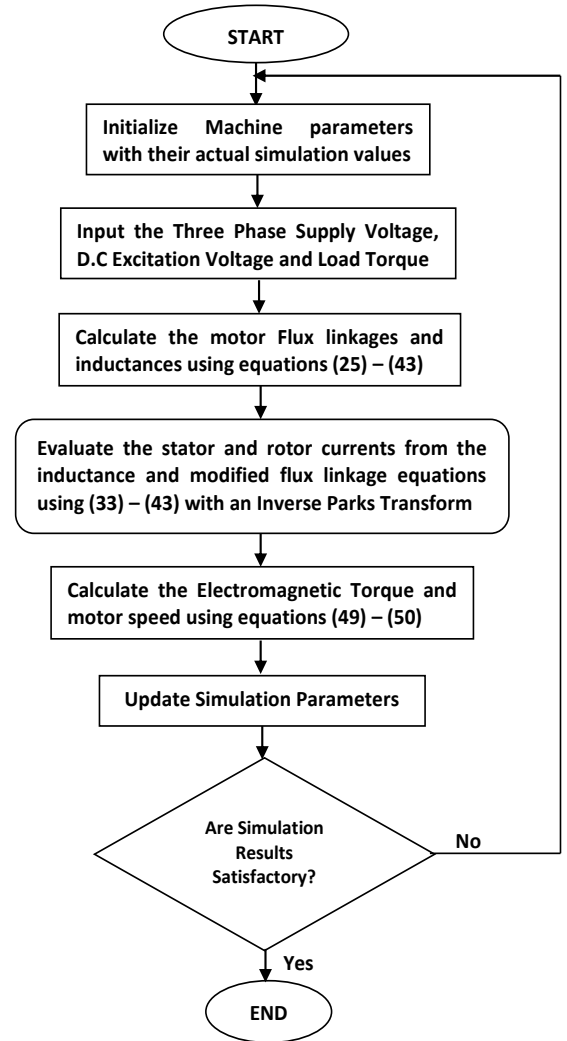 START
Initialize Machine parameters
with their actual simulation values
Input the Three Phase Supply Voltage,
D.C Excitation Voltage and Load Torque
Calculate the motor Flux linkages and
inductances using equations (25) – (43)
Evaluate the stator and rotor currents from the
inductance and modified flux linkage equations
using (33) – (43) with an Inverse Parks Transform
Calculate the Electromagnetic Torque and
motor speed using equations (49) – (50)
Update Simulation Parameters
Are Simulation
Results
Satisfactory?
No
Yes
END